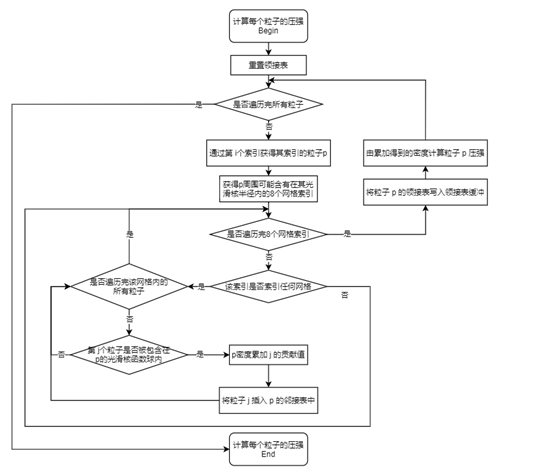 计算每个粒子的压强
Begin
重置领接表
是否遍历完所有粒子
是
否
通过第 i个索引获得其索引的粒子p
由累加得到的密度计算粒子 p 压强
获得p周围可能含有在其光
滑核半径内的8个网格索引
将粒子 p 的领接表写入领接表缓冲
是否遍历完8个网格索引
是
是
否
是否遍历完该网格内的
所有粒子
是
该索引是否索引任何网格
否
否
第 j个粒子是否被包含在
p的光滑核函数球内
否
是
p密度累加 j 的贡献值
将粒子 j 插入 p 的邻接表中
计算每个粒子的压强
End